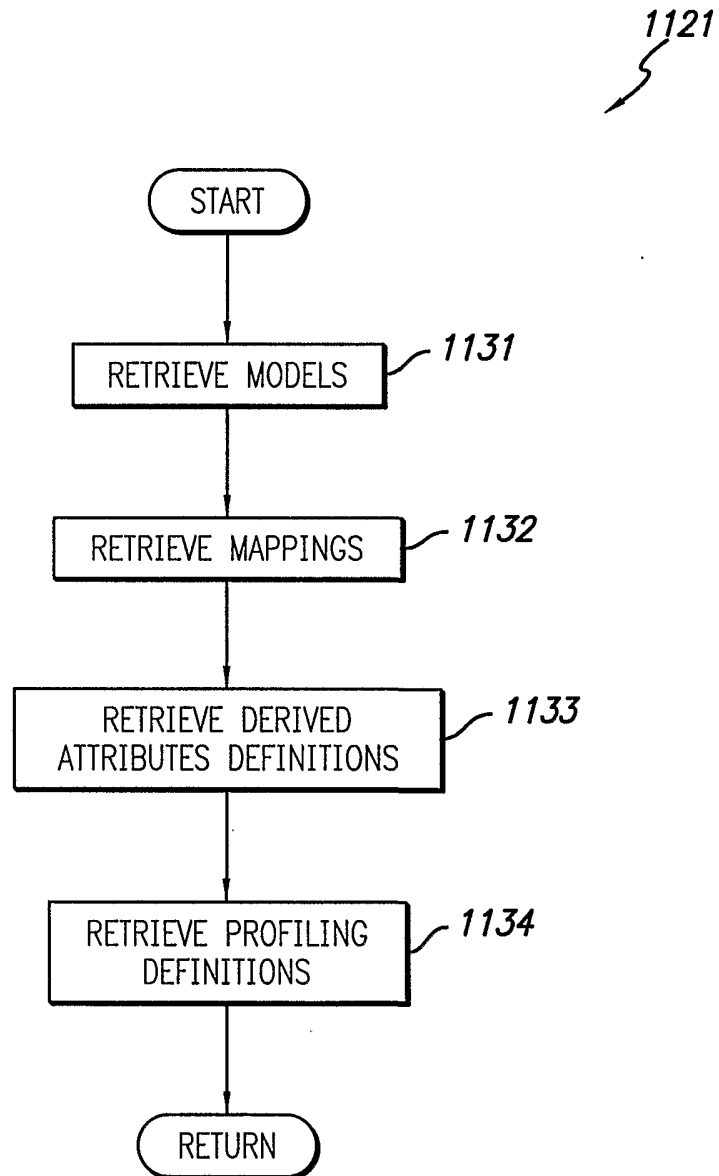 1121
START
RETRIEVE MODELS
1131
RETRIEVE MAPPINGS
1132
RETRIEVE DERIVED
ATTRIBUTES DEFINITIONS
1133
RETRIEVE PROFILING
DEFINITIONS
1134
RETURN